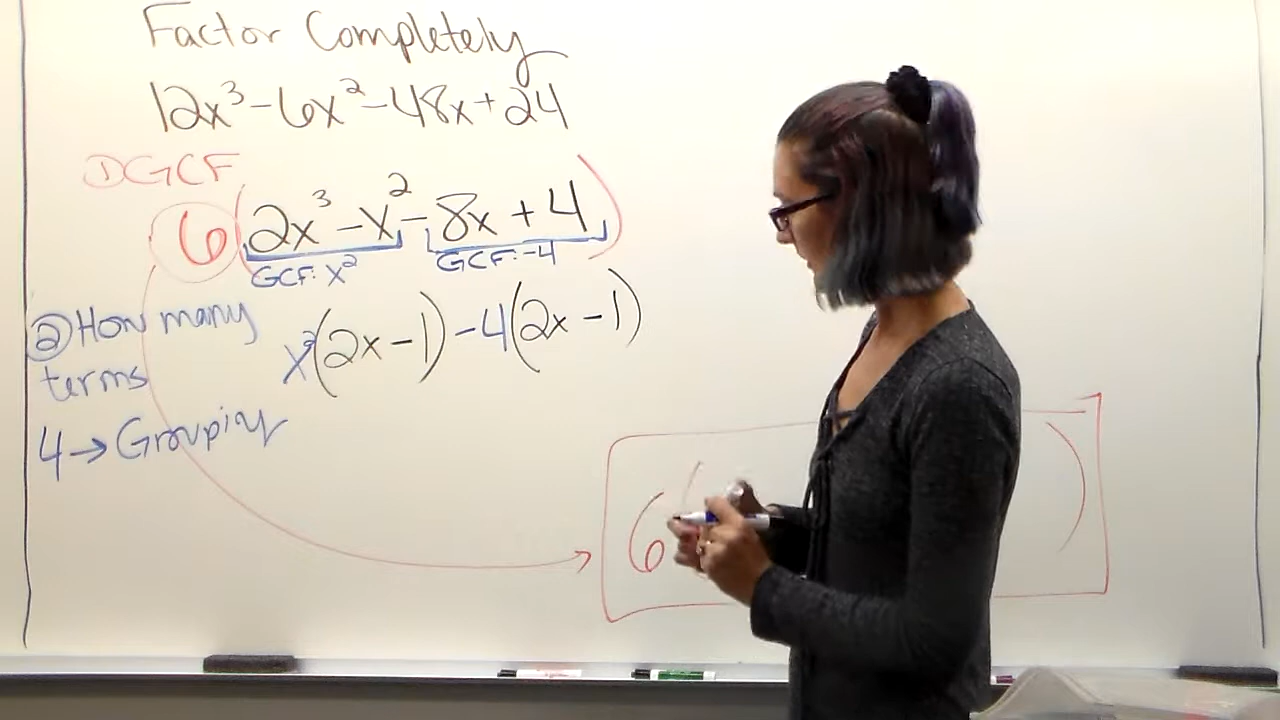 Factor Completely
12x³-6x²-48x+24
① GCF
6(2x³-x²-8x+4)
GCF: x² GCF: -4
② How many
terms
x²(2x-1)-4(2x-1)
4→Grouping
6( )